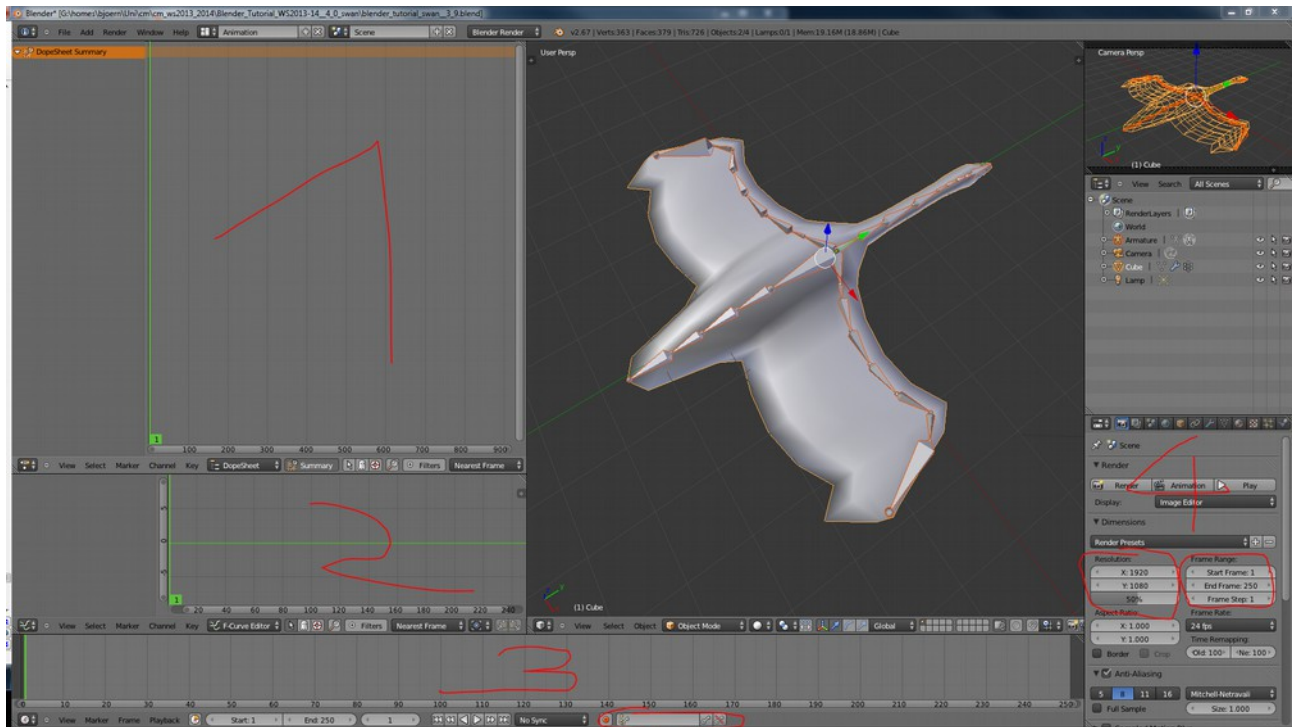 Blender* [G:\homes\bjoern\Uni\cm\cm_ws2013_2014\Blender_Tutorial_WS2013-14__4_0_swan\blender_tutorial_swan__3_9.blend]
File Add Render Window Help Animation Scene Blender Render v2.67 | Verts:363 | Faces:379 | Tris:726 | Objects:2/4 | Lamps:0/1 | Mem:19.16M (18.86M) | Cube
DopeSheet Summary
1
1
100 200 300 400 500 600 700 800 900
View Select Marker Channel Key DopeSheet Summary Filters Nearest Frame
2
1
20 40 60 80 100 120 140 160 180 200 220 240
View Select Marker Channel Key F-Curve Editor Filters Nearest Frame
User Persp
(1) Cube
View Select Object Object Mode Global
3
0 10 20 30 40 50 60 70 80 90 100 110 120 130 140 150 160 170 180 190 200 210 220 230 240 250
View Marker Frame Playback Start: 1 End: 250 1 No Sync
Camera Persp
(1) Cube
View Search All Scenes
Scene
RenderLayers |
World
Armature |
Camera |
Cube |
Lamp |
Scene
4
Render
Render Animation Play
Display: Image Editor
Dimensions
Render Presets
Resolution: Frame Range:
X: 1920 Start Frame: 1
Y: 1080 End Frame: 250
50% Frame Step: 1
Aspect Ratio: Frame Rate:
X: 1.000 24 fps
Y: 1.000 Time Remapping:
Border Crop Old: 100 Ne: 100
Anti-Aliasing
5 8 11 16 Mitchell-Netravali
Full Sample Size: 1.000